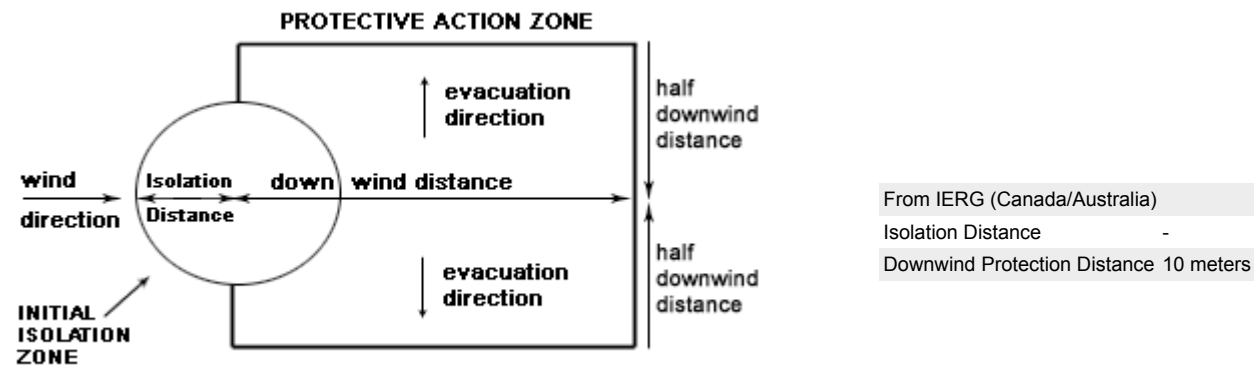 PROTECTIVE ACTION ZONE
evacuation
direction
half
downwind
distance
wind
direction
Isolation
Distance
down wind distance
evacuation
direction
half
downwind
distance
INITIAL
ISOLATION
ZONE
From IERG (Canada/Australia)
Isolation Distance -
Downwind Protection Distance 10 meters